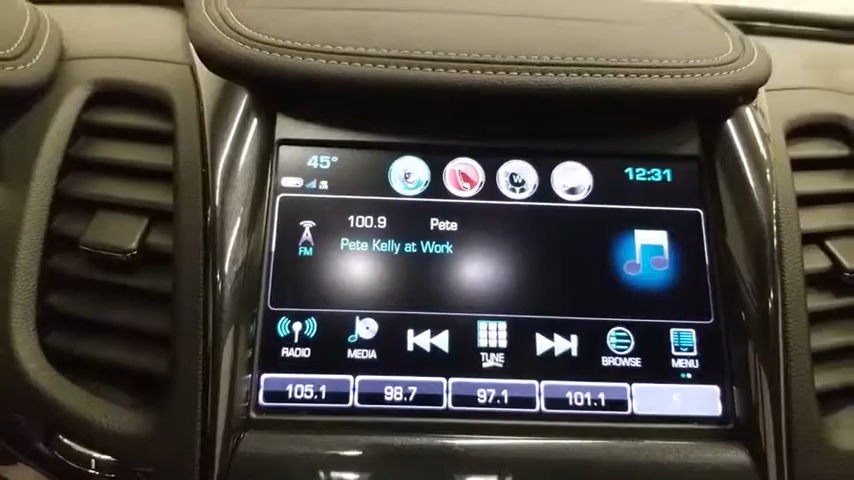 45° 12:31
100.9 Pete
FM Pete Kelly at Work
RADIO MEDIA TUNE BROWSE MENU
105.1 98.7 97.1 101.1